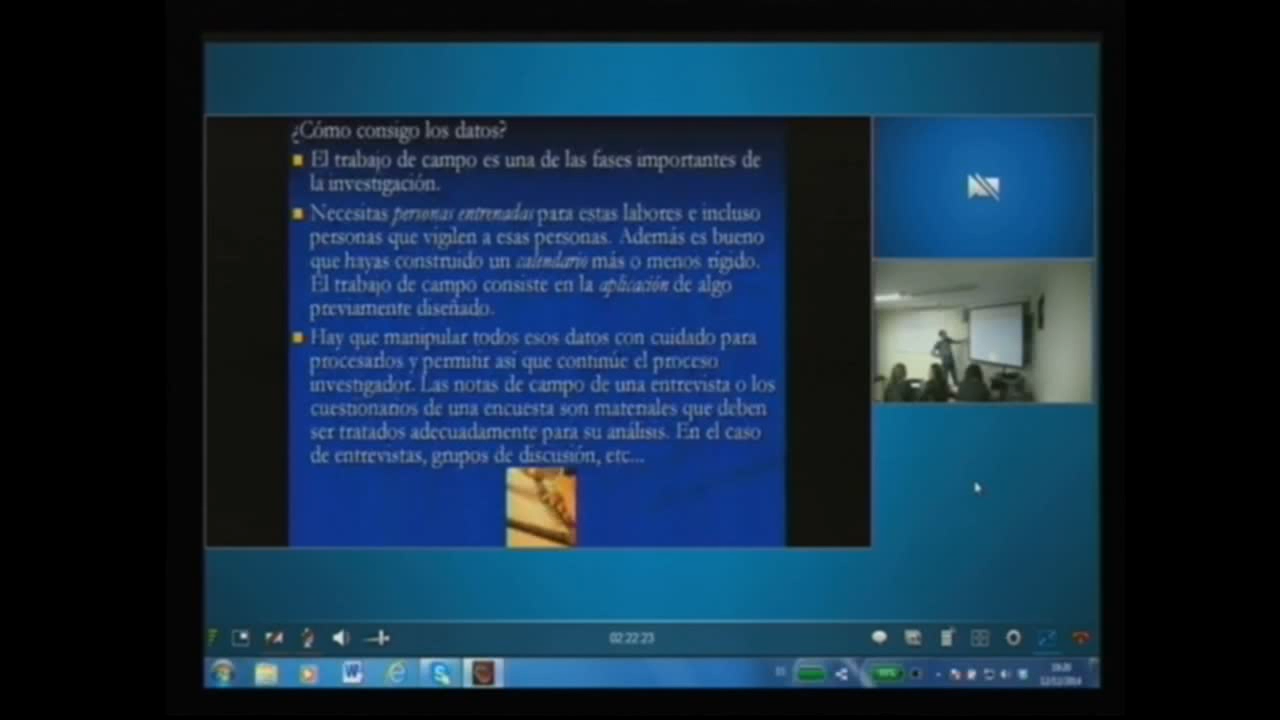 ¿Cómo consigo los datos?
El trabajo de campo es una de las fases importantes de
la investigación.
Necesitas personas entrenadas para estas labores e incluso
personas que vigilen a esas personas. Además es bueno
que hayas construido un calendario más o menos rígido.
El trabajo de campo consiste en la aplicación de algo
previamente diseñado.
Hay que manipular todos esos datos con cuidado para
procesarlos y permitir así que continúe el proceso
investigador. Las notas de campo de una entrevista o los
cuestionarios de una encuesta son materiales que deben
ser tratados adecuadamente para su análisis. En el caso
de entrevistas, grupos de discusión, etc...
02:22:23